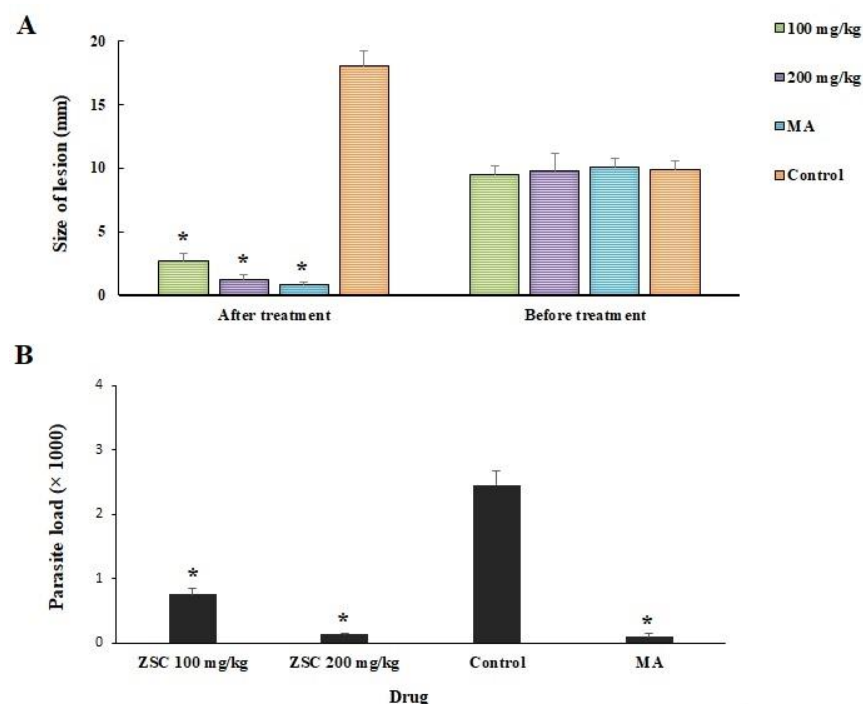 A
20
15
10
5
0
Size of lesion (mm)
*
*
*
After treatment
Before treatment
100 mg/kg
200 mg/kg
MA
Control
B
4
3
2
1
0
Parasite load (× 1000)
*
*
*
ZSC 100 mg/kg
ZSC 200 mg/kg
Control
MA
Drug